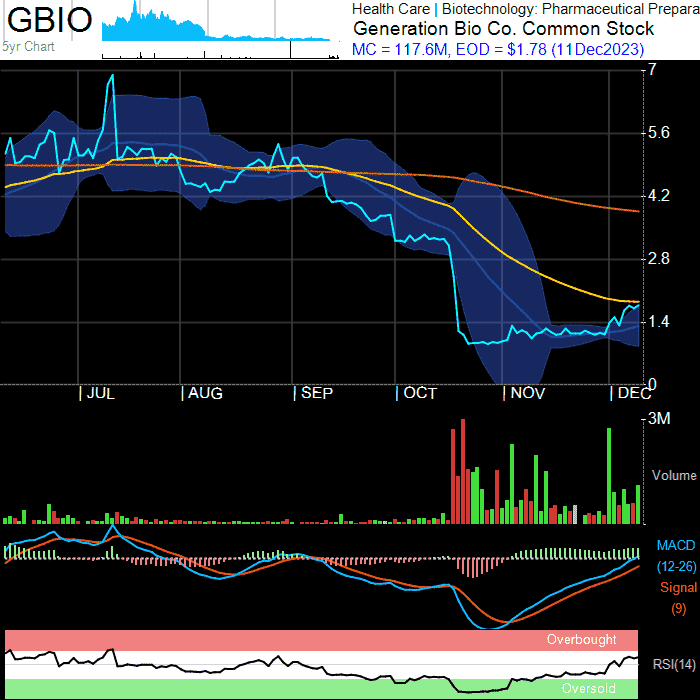 GBIO
5yr Chart
Health Care | Biotechnology: Pharmaceutical Prepara
Generation Bio Co. Common Stock
MC = 117.6M, EOD = $1.78 (11Dec2023)
7
5.6
4.2
2.8
1.4
0
JUL
AUG
SEP
OCT
NOV
DEC
3M
Volume
MACD
(12-26)
Signal
(9)
Overbought
RSI(14)
Oversold